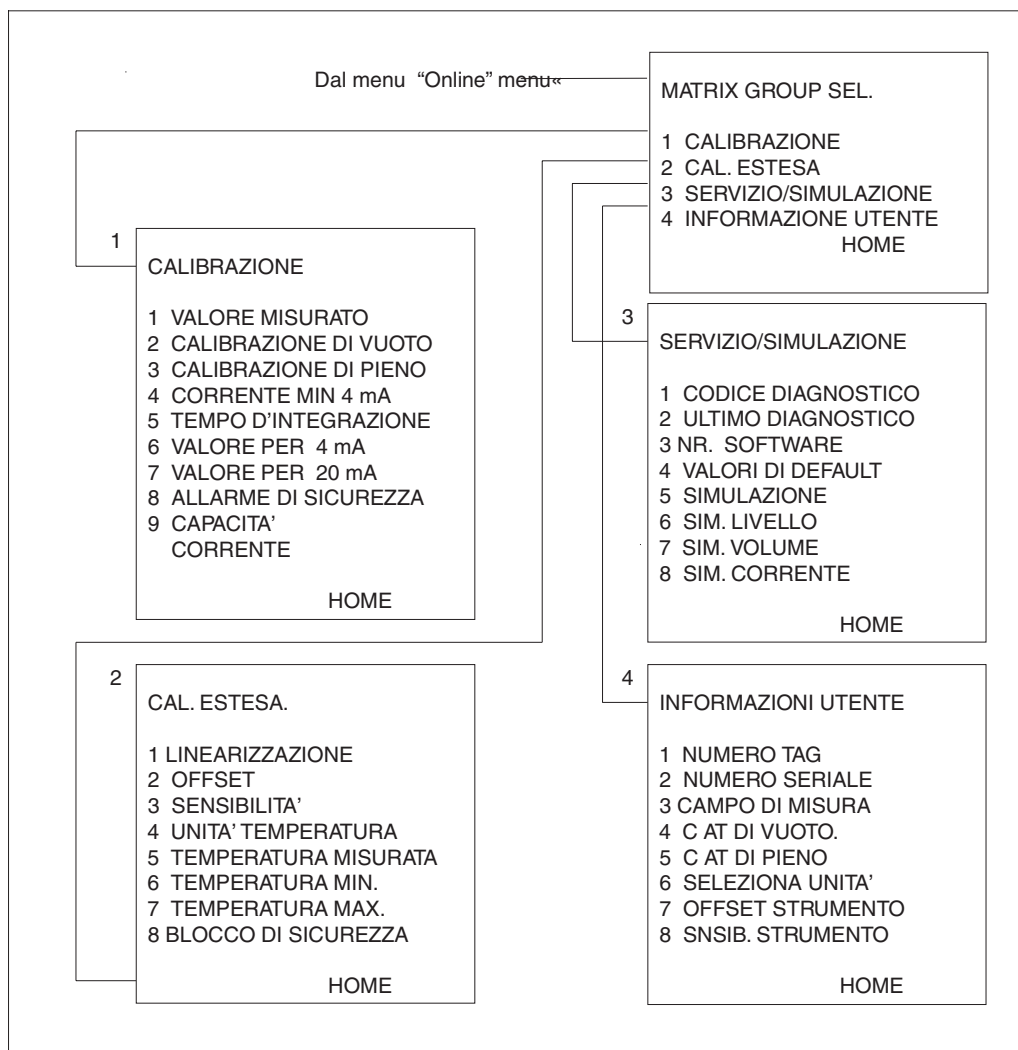 Dal menu “Online” menu«
MATRIX GROUP SEL.
1 CALIBRAZIONE
2 CAL. ESTESA
3 SERVIZIO/SIMULAZIONE
4 INFORMAZIONE UTENTE
HOME
1
CALIBRAZIONE
1 VALORE MISURATO
2 CALIBRAZIONE DI VUOTO
3 CALIBRAZIONE DI PIENO
4 CORRENTE MIN 4 mA
5 TEMPO D'INTEGRAZIONE
6 VALORE PER 4 mA
7 VALORE PER 20 mA
8 ALLARME DI SICUREZZA
9 CAPACITA’
CORRENTE
HOME
3
SERVIZIO/SIMULAZIONE
1 CODICE DIAGNOSTICO
2 ULTIMO DIAGNOSTICO
3 NR. SOFTWARE
4 VALORI DI DEFAULT
5 SIMULAZIONE
6 SIM. LIVELLO
7 SIM. VOLUME
8 SIM. CORRENTE
HOME
2
CAL. ESTESA.
1 LINEARIZZAZIONE
2 OFFSET
3 SENSIBILITA’
4 UNITA’ TEMPERATURA
5 TEMPERATURA MISURATA
6 TEMPERATURA MIN.
7 TEMPERATURA MAX.
8 BLOCCO DI SICUREZZA
HOME
4
INFORMAZIONI UTENTE
1 NUMERO TAG
2 NUMERO SERIALE
3 CAMPO DI MISURA
4 C AT DI VUOTO.
5 C AT DI PIENO
6 SELEZIONA UNITA’
7 OFFSET STRUMENTO
8 SNSIB. STRUMENTO
HOME